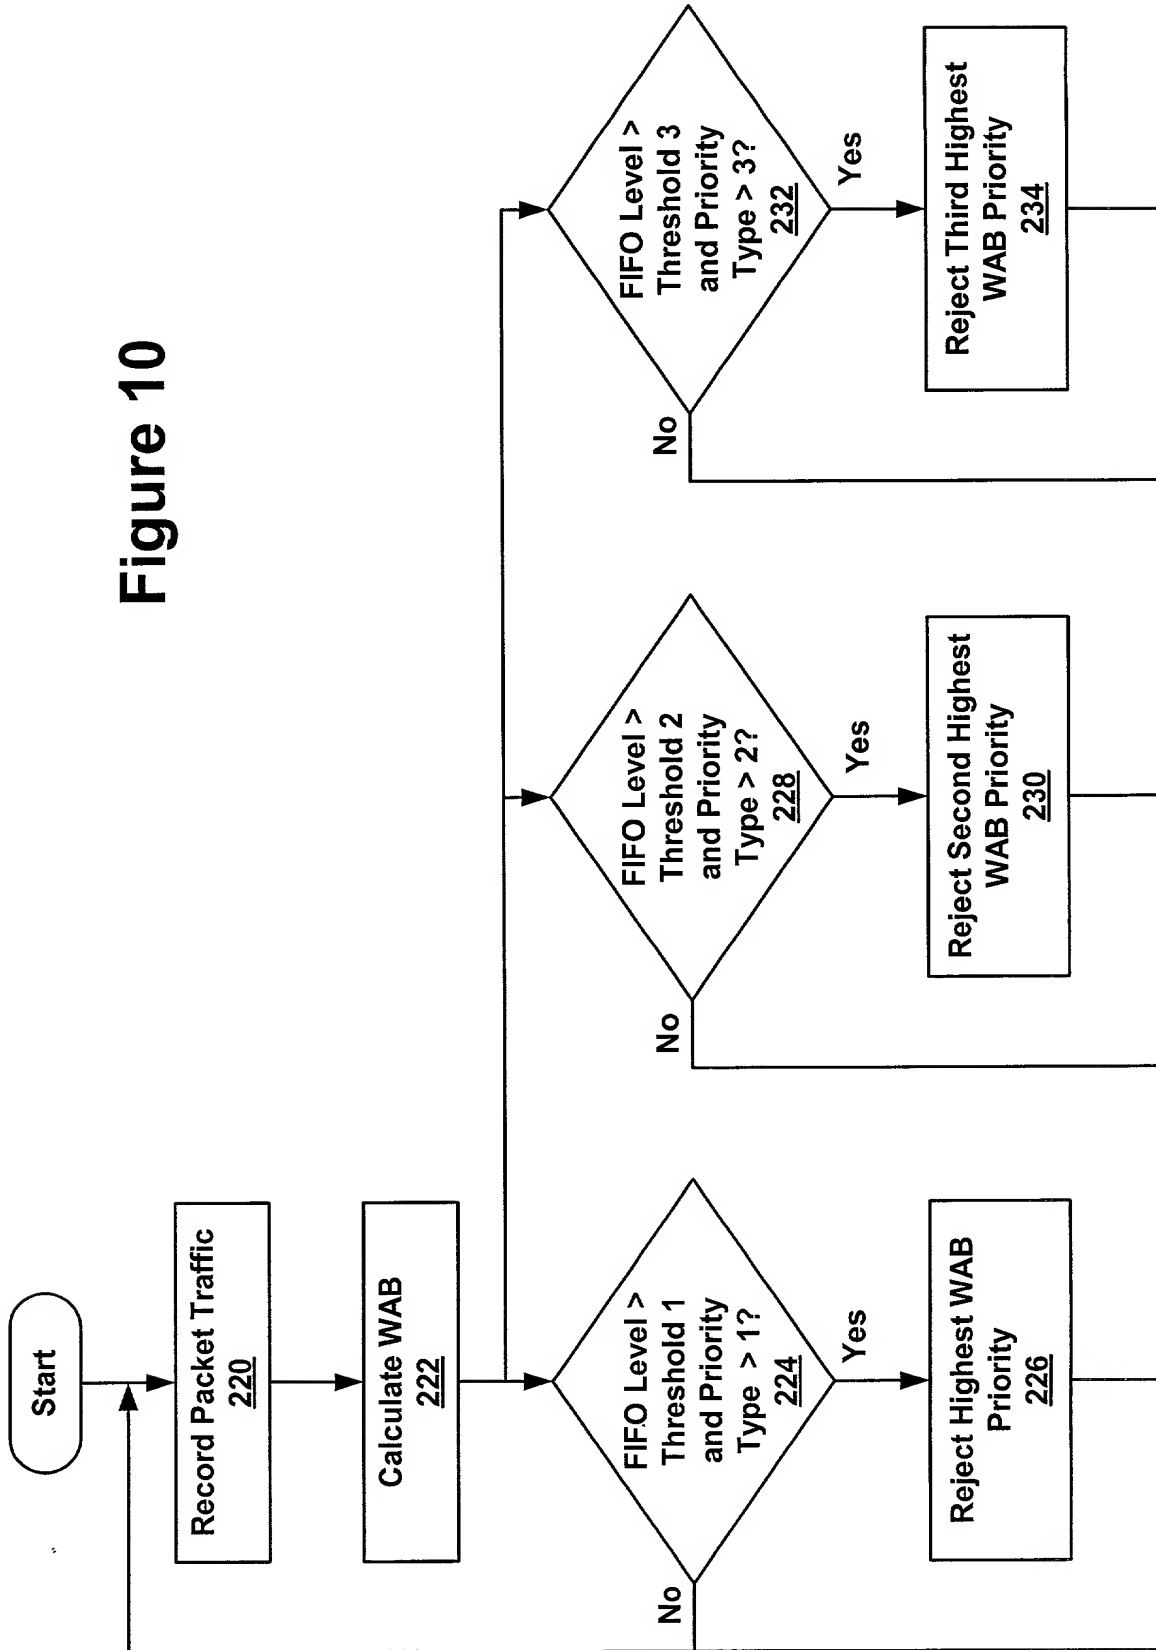 Figure 10
Start
Record Packet Traffic
220
Calculate WAB
222
FIFO Level >
Threshold 1
and Priority
Type > 1?
224
No
Yes
Reject Highest WAB
Priority
226
FIFO Level >
Threshold 2
and Priority
Type > 2?
228
No
Yes
Reject Second Highest
WAB Priority
230
FIFO Level >
Threshold 3
and Priority
Type > 3?
232
No
Yes
Reject Third Highest
WAB Priority
234